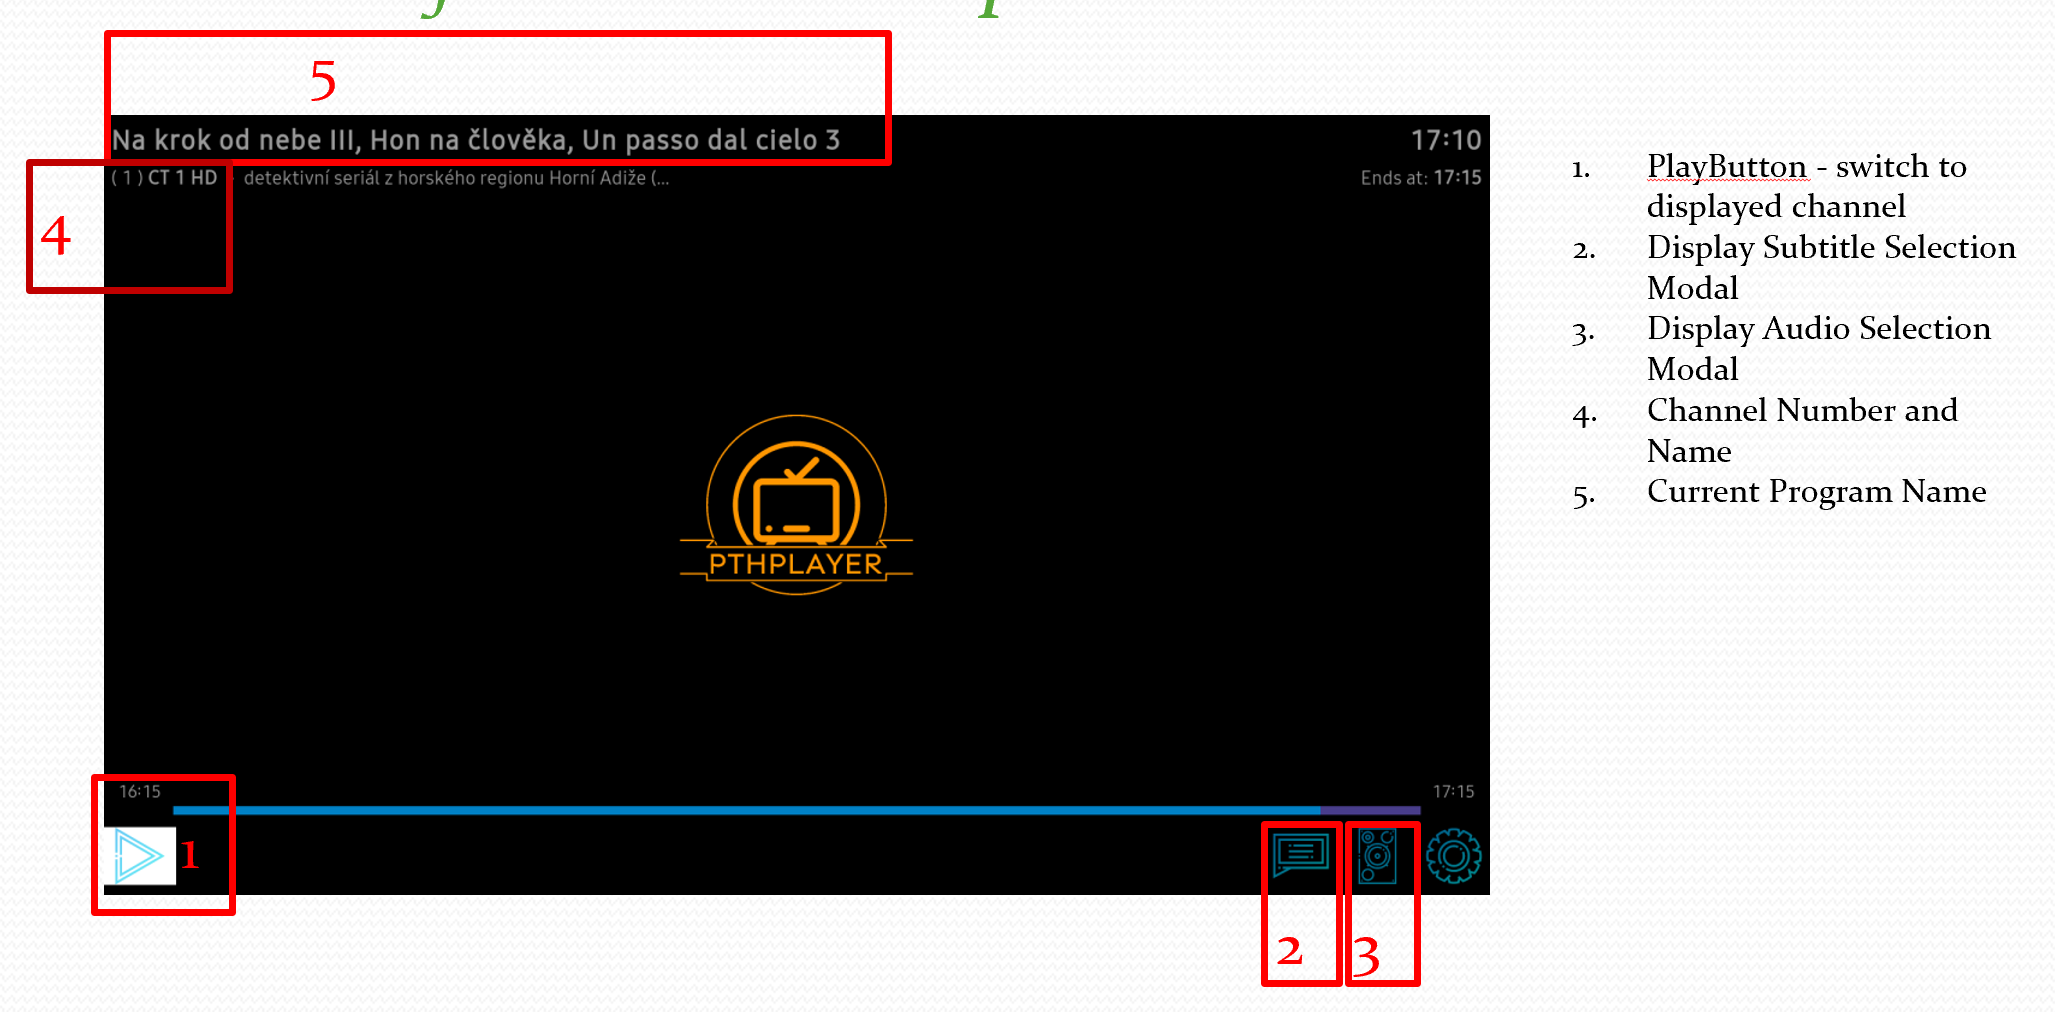 5
Na krok od nebe III, Hon na člověka, Un passo dal cielo 3
17:10
( 1 ) CT 1 HD
detektivní seriál z horského regionu Horní Adiže (...
Ends at: 17:15
4
PTHPLAYER
16:15
17:15
1
2
3
1. PlayButton - switch to
displayed channel
2. Display Subtitle Selection
Modal
3. Display Audio Selection
Modal
4. Channel Number and
Name
5. Current Program Name